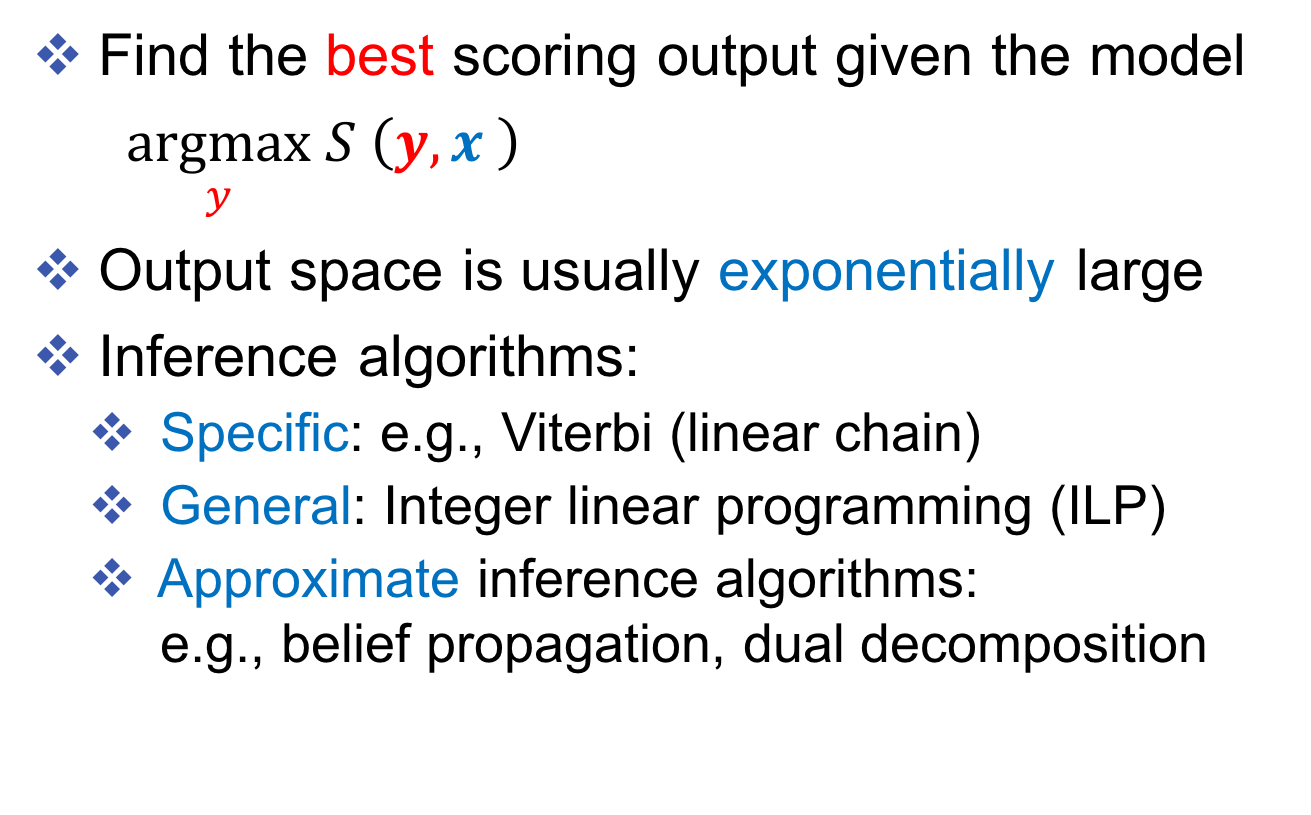 ❖ Find the best scoring output given the model
argmax S (y, x )
y
❖ Output space is usually exponentially large
❖ Inference algorithms:
❖ Specific: e.g., Viterbi (linear chain)
❖ General: Integer linear programming (ILP)
❖ Approximate inference algorithms:
e.g., belief propagation, dual decomposition